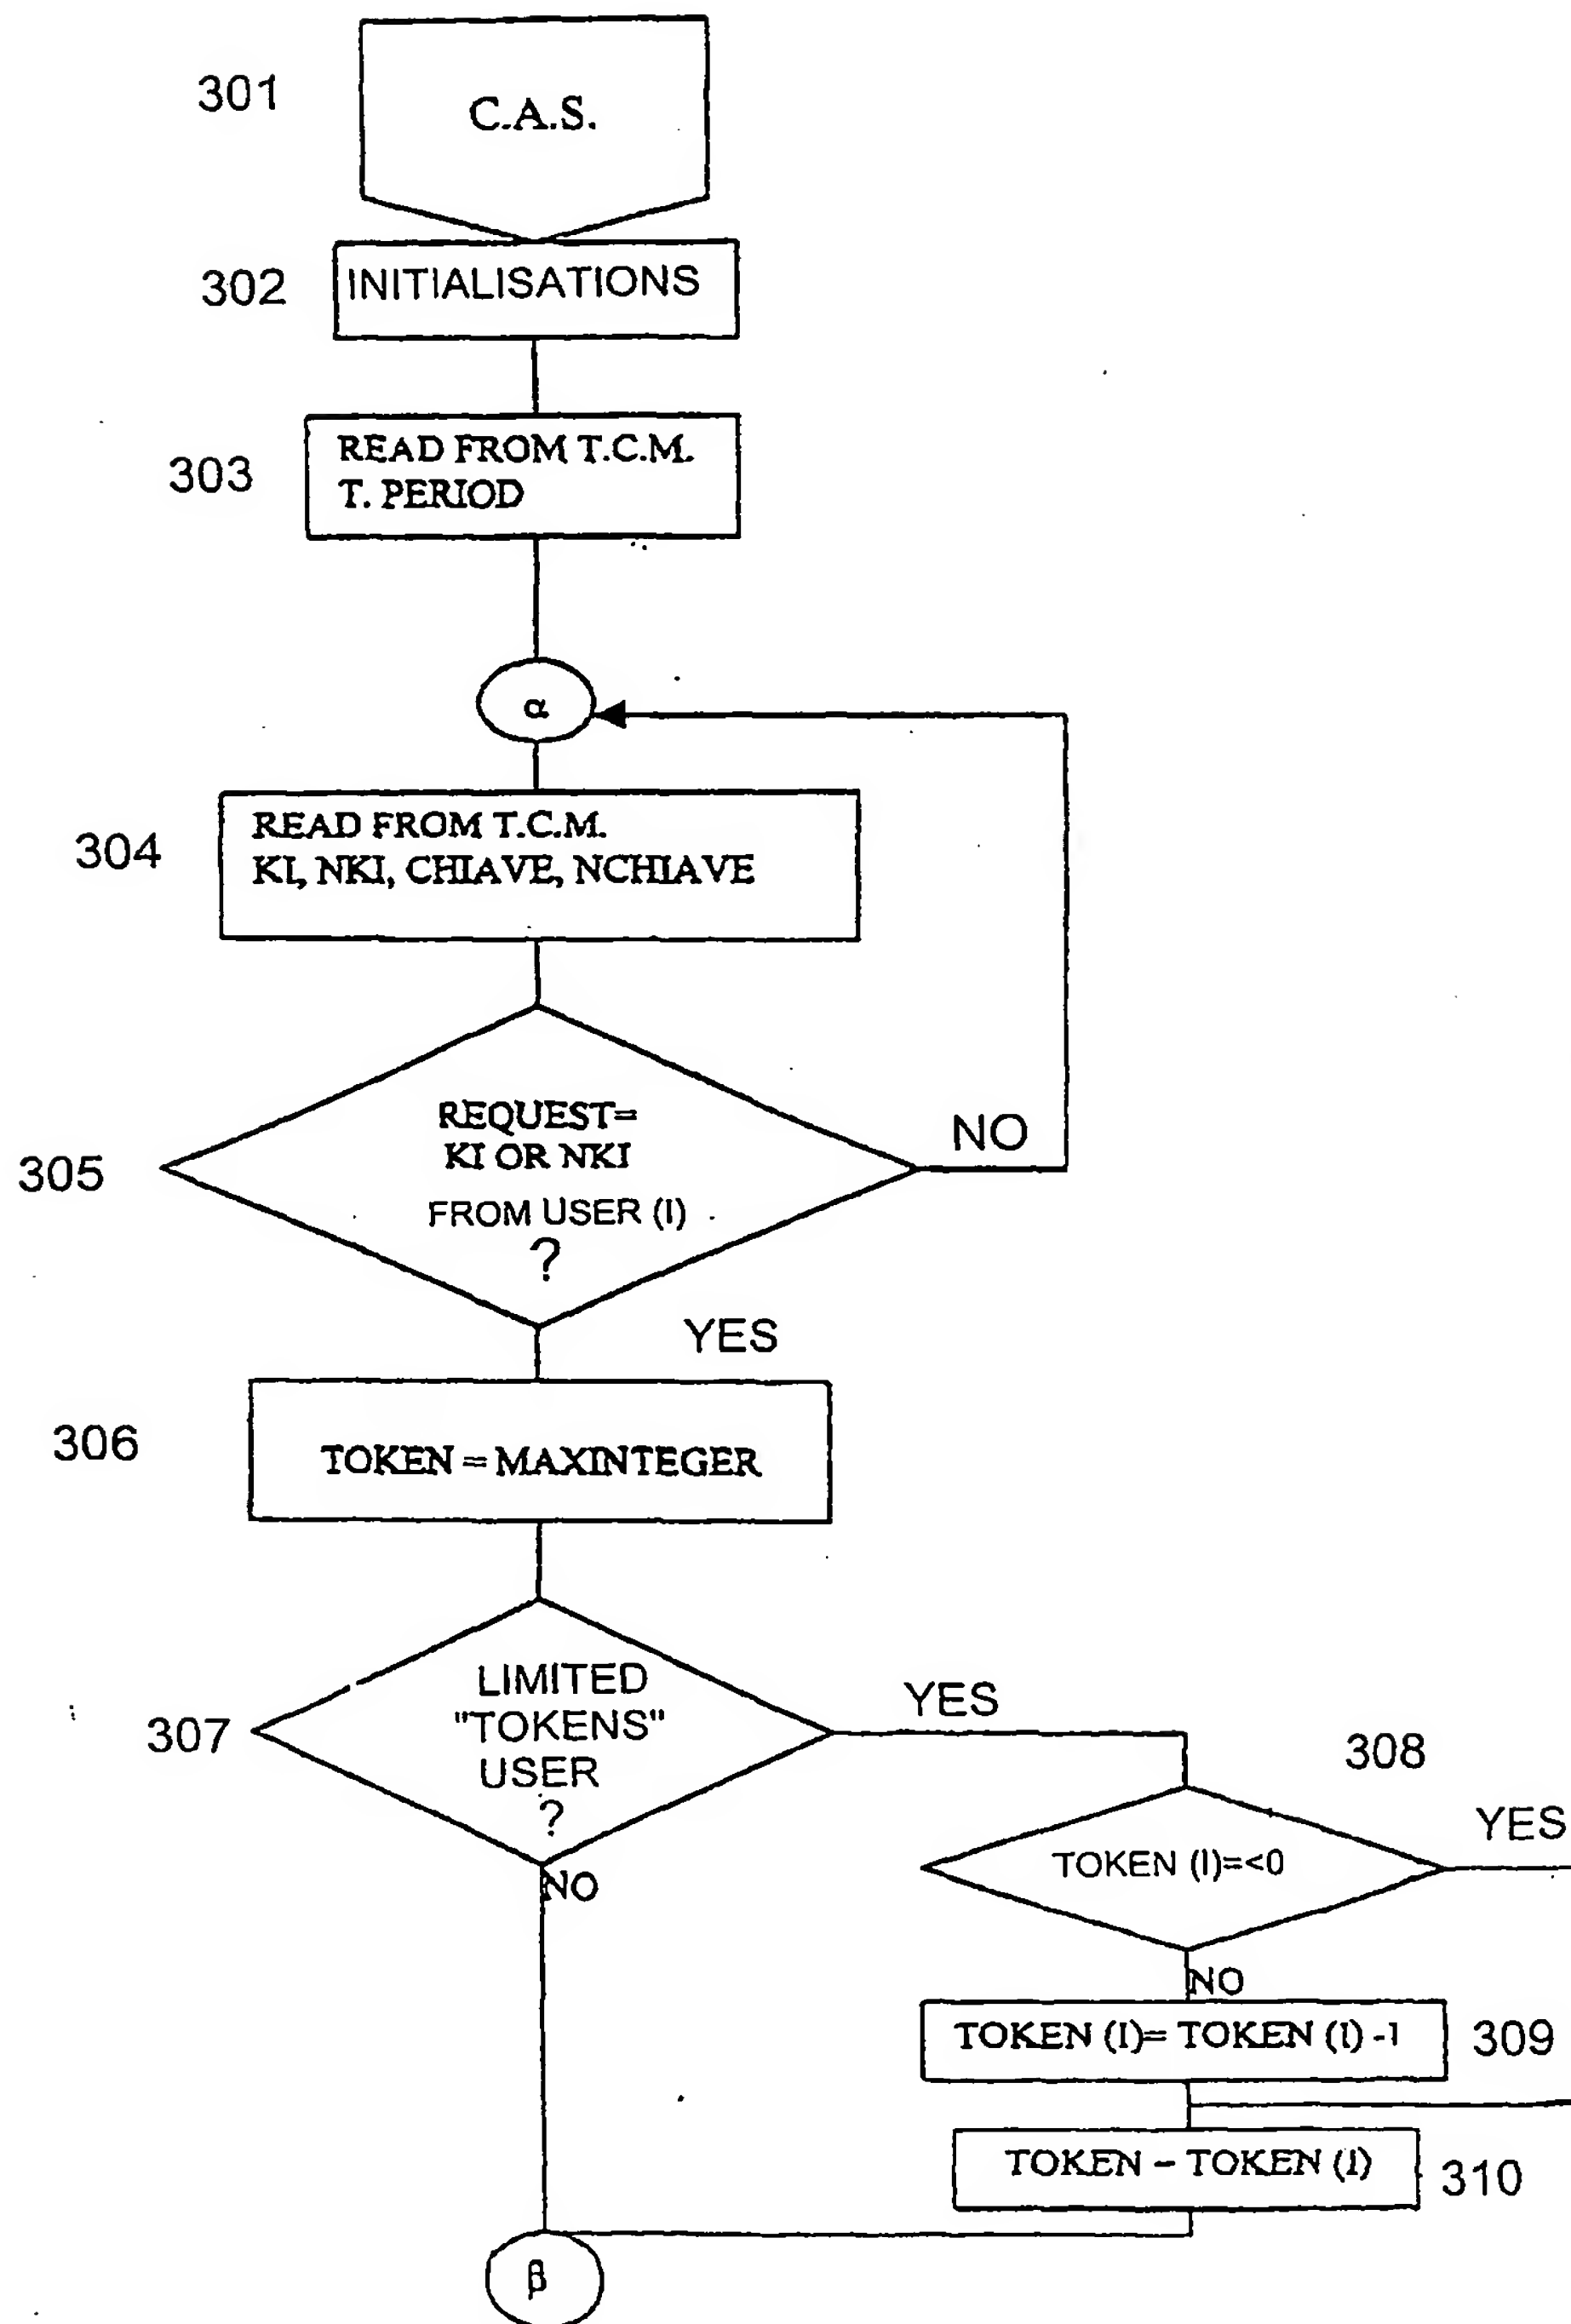 301
C.A.S.
302
INITIALISATIONS
303
READ FROM T.C.M.
T. PERIOD
α
304
READ FROM T.C.M.
KI, NKI, CHIAVE, NCHIAVE
305
REQUEST=
KI OR NKI
FROM USER (I)
?
NO
YES
306
TOKEN = MAXINTEGER
307
LIMITED
"TOKENS"
USER
?
YES
NO
308
TOKEN (I)=<0
YES
NO
TOKEN (I)= TOKEN (I) -1
309
TOKEN – TOKEN (I)
310
β